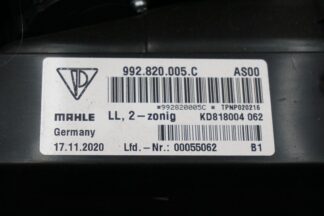 992.820.005.C AS00
*992820005C* TPNP020216
MAHLE LL, 2-zonig KD818004 062
Germany
17.11.2020 Lfd.-Nr.: 00055062 B1